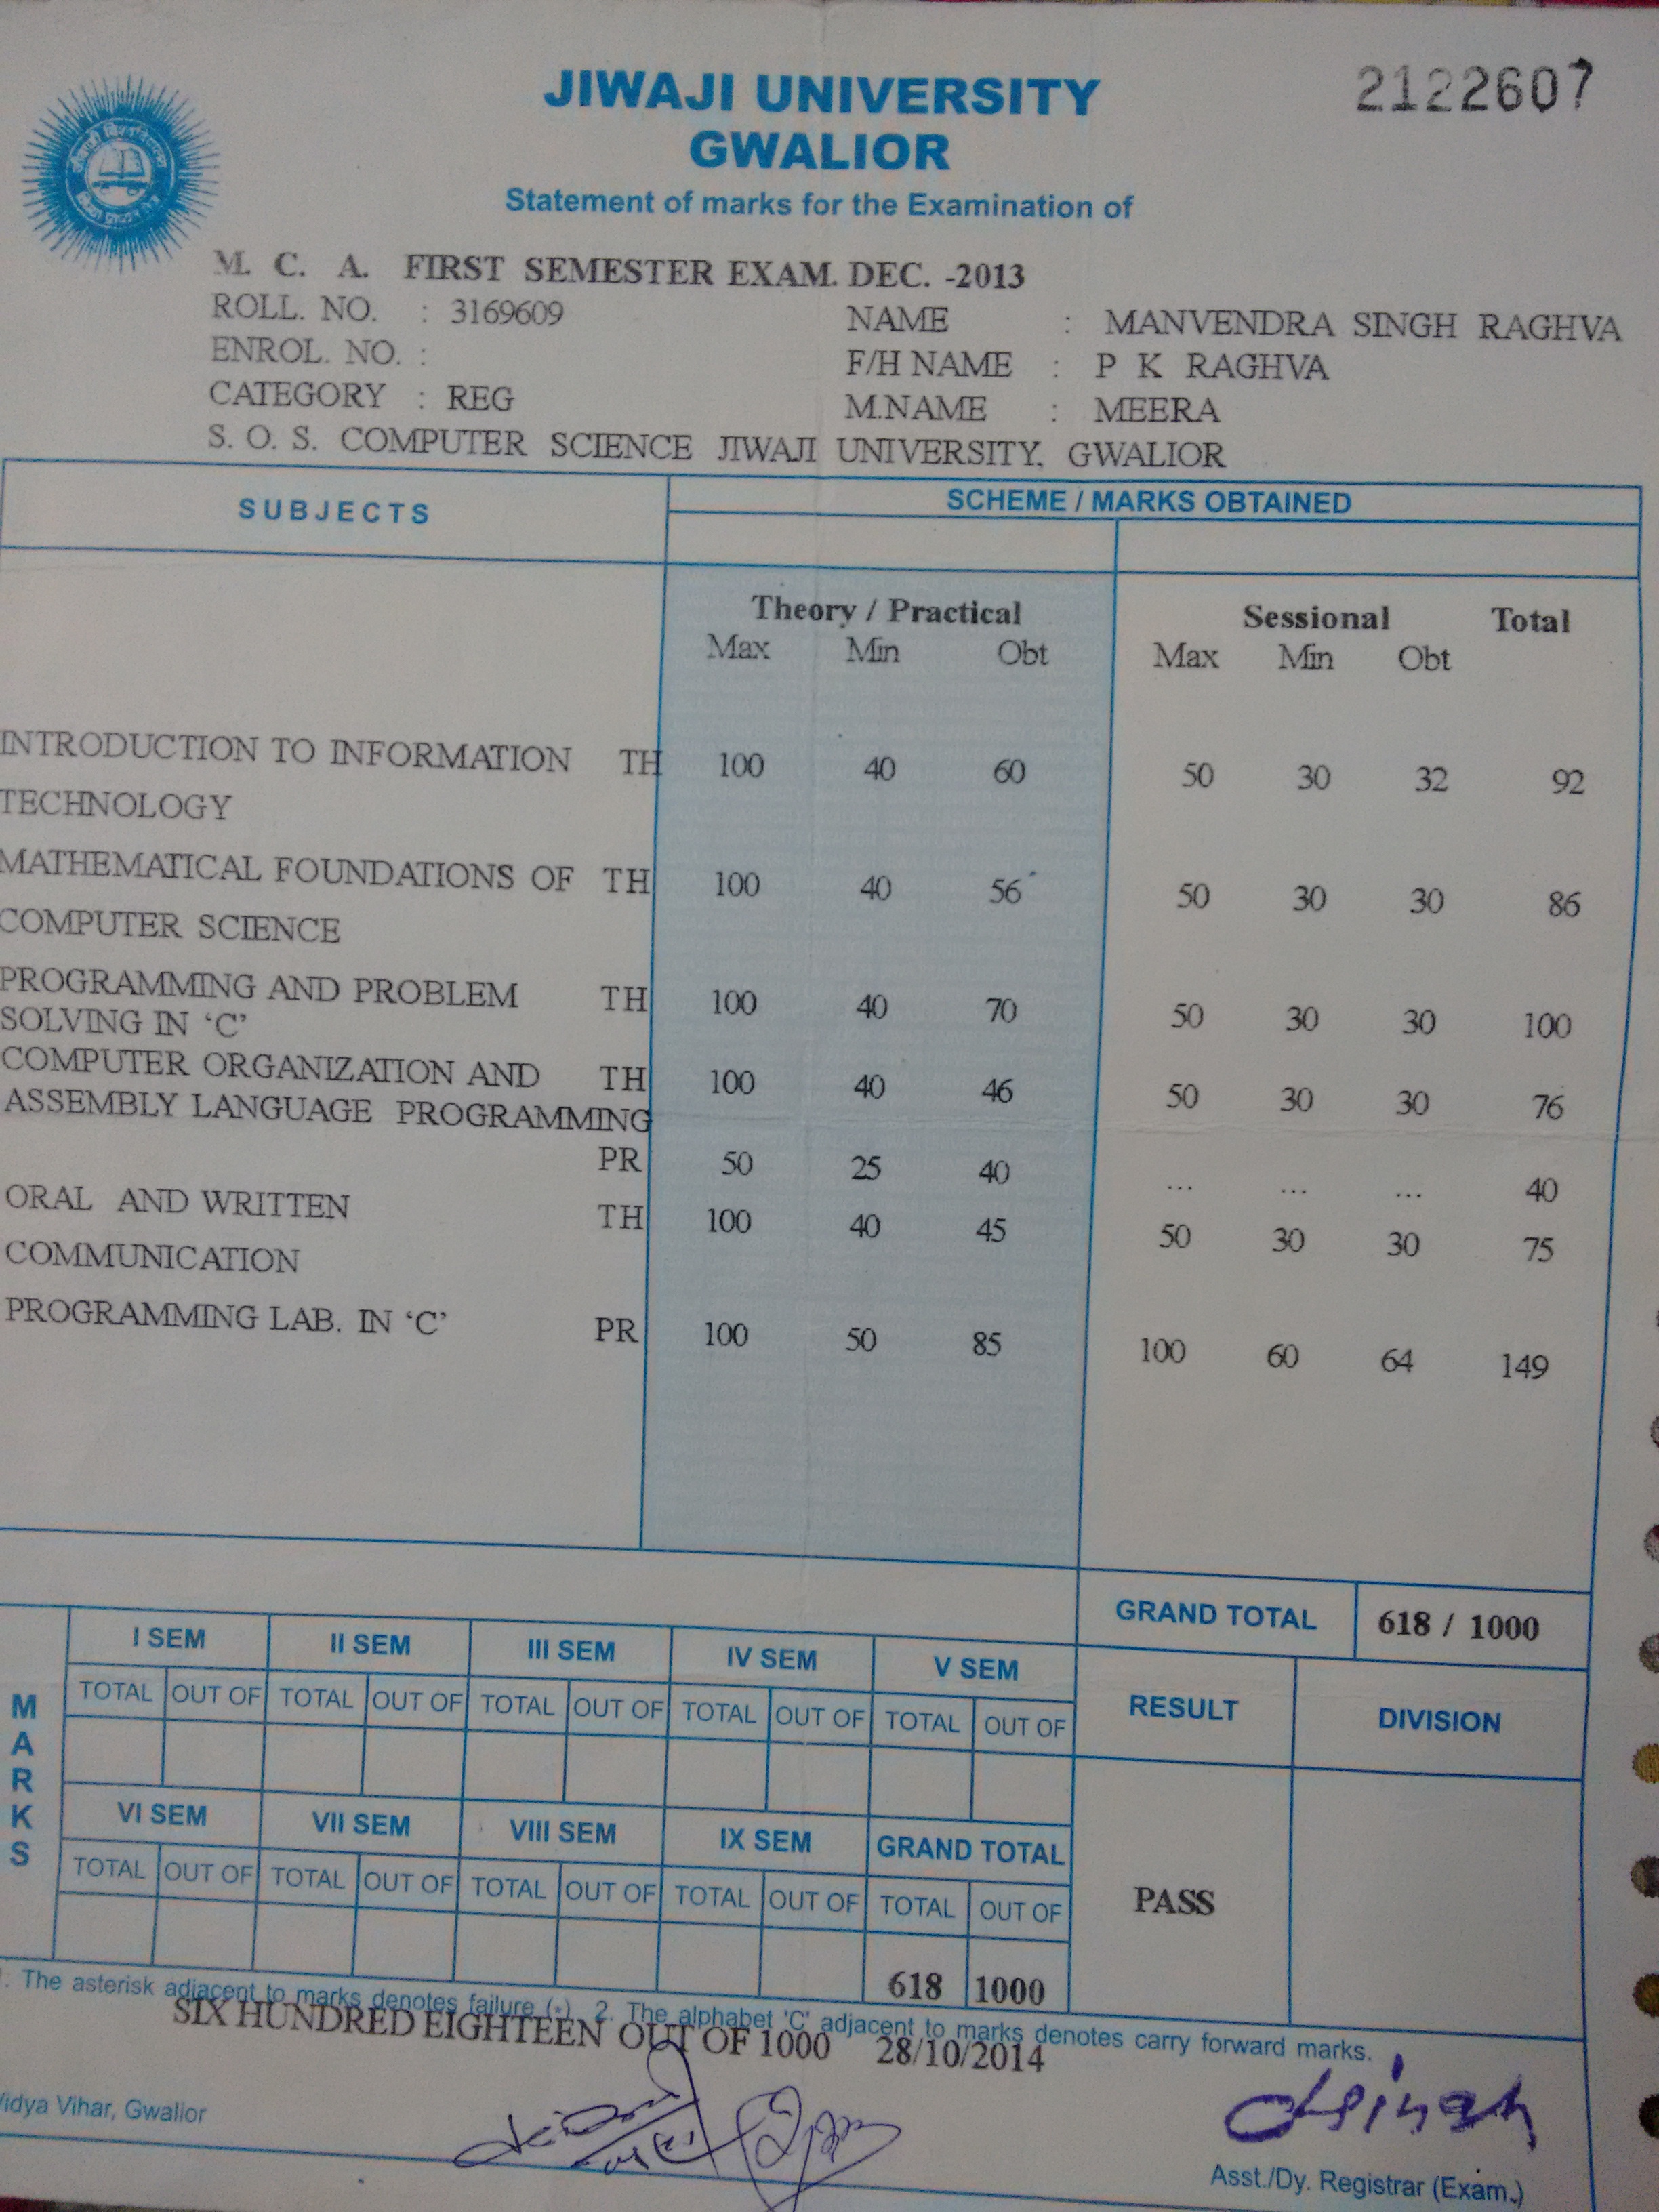 2122607
JIWAJI UNIVERSITY
GWALIOR
Statement of marks for the Examination of
M. C. A. FIRST SEMESTER EXAM. DEC. -2013
ROLL. NO. : 3169609 NAME : MANVENDRA SINGH RAGHVA
ENROL. NO. : F/H NAME : P K RAGHVA
CATEGORY : REG M.NAME : MEERA
S. O. S. COMPUTER SCIENCE JIWAJI UNIVERSITY, GWALIOR
SUBJECTS SCHEME / MARKS OBTAINED
Theory / Practical Sessional Total
Max Min Obt Max Min Obt
INTRODUCTION TO INFORMATION TH 100 40 60 50 30 32 92
TECHNOLOGY
MATHEMATICAL FOUNDATIONS OF TH 100 40 56 50 30 30 86
COMPUTER SCIENCE
PROGRAMMING AND PROBLEM TH 100 40 70 50 30 30 100
SOLVING IN ‘C’
COMPUTER ORGANIZATION AND TH 100 40 46 50 30 30 76
ASSEMBLY LANGUAGE PROGRAMMING
PR 50 25 40 ... ... ... 40
ORAL AND WRITTEN TH 100 40 45 50 30 30 75
COMMUNICATION
PROGRAMMING LAB. IN ‘C’ PR 100 50 85 100 60 64 149
GRAND TOTAL 618 / 1000
MARKS
I SEM II SEM III SEM IV SEM V SEM
TOTAL OUT OF TOTAL OUT OF TOTAL OUT OF TOTAL OUT OF TOTAL OUT OF
RESULT DIVISION
VI SEM VII SEM VIII SEM IX SEM GRAND TOTAL
TOTAL OUT OF TOTAL OUT OF TOTAL OUT OF TOTAL OUT OF TOTAL OUT OF
PASS
618 1000
. The asterisk adjacent to marks denotes failure (*) 2. The alphabet 'C' adjacent to marks denotes carry forward marks.
SIX HUNDRED EIGHTEEN OUT OF 1000 28/10/2014
Vidya Vihar, Gwalior
Asst./Dy. Registrar (Exam.)